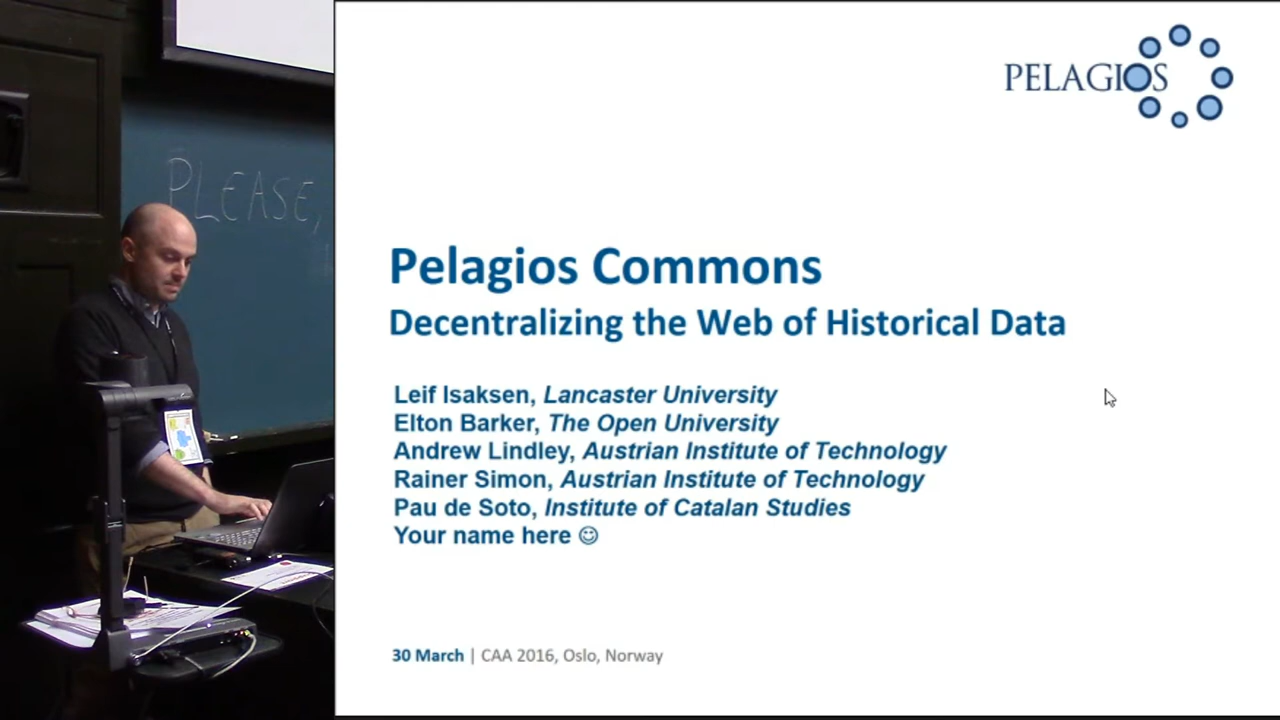 PLEASE,
PELAGIOS
Pelagios Commons
Decentralizing the Web of Historical Data
Leif Isaksen, Lancaster University
Elton Barker, The Open University
Andrew Lindley, Austrian Institute of Technology
Rainer Simon, Austrian Institute of Technology
Pau de Soto, Institute of Catalan Studies
Your name here ☺
30 March | CAA 2016, Oslo, Norway